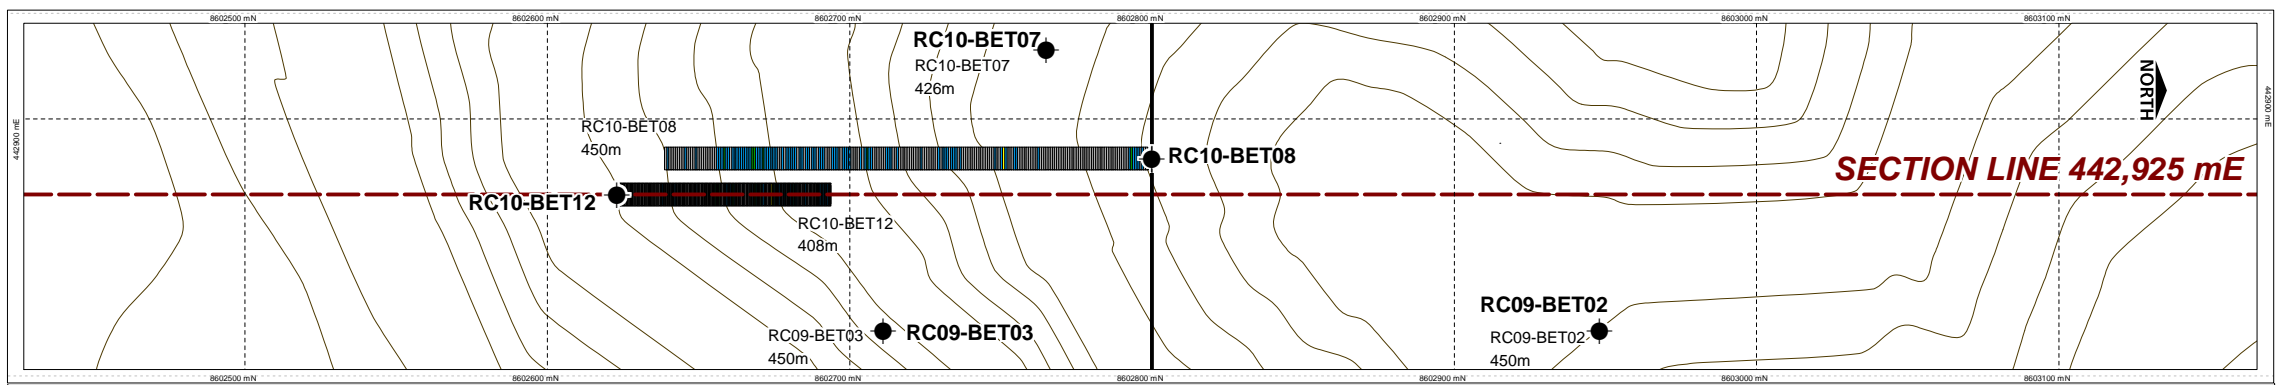 8602500 mN
8602600 mN
8602700 mN
8602800 mN
8602900 mN
8603000 mN
8603100 mN
RC10-BET07
RC10-BET07
426m
NORTH
442900 mE
442900 mE
RC10-BET08
450m
RC10-BET08
SECTION LINE 442,925 mE
RC10-BET12
RC10-BET12
408m
RC09-BET03
450m
RC09-BET03
RC09-BET02
RC09-BET02
450m
8602500 mN
8602600 mN
8602700 mN
8602800 mN
8602900 mN
8603000 mN
8603100 mN